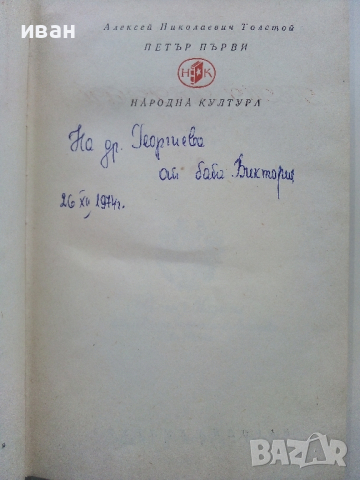 иван
Алексей Николаевич Толстой
ПЕТЪР ПЪРВИ
НК
НАРОДНА КУЛТУРА
На др. Георгиева
от баба Виктория
26 XII 1974г.
BAZAR